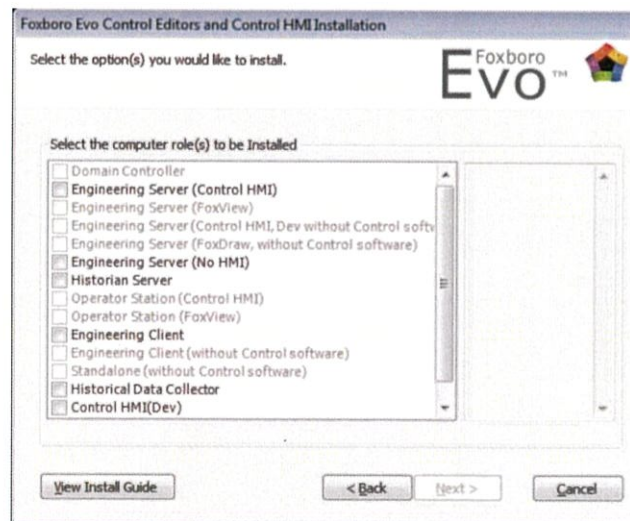 Foxboro Evo Control Editors and Control HMI Installation
Select the option(s) you would like to install.
Foxboro
Evo™
Select the computer role(s) to be Installed
Domain Controller
Engineering Server (Control HMI)
Engineering Server (FoxView)
Engineering Server (Control HMI, Dev without Control softv
Engineering Server (FoxDraw, without Control software)
Engineering Server (No HMI)
Historian Server
Operator Station (Control HMI)
Operator Station (FoxView)
Engineering Client
Engineering Client (without Control software)
Standalone (without Control software)
Historical Data Collector
Control HMI(Dev)
View Install Guide
< Back
Next >
Cancel